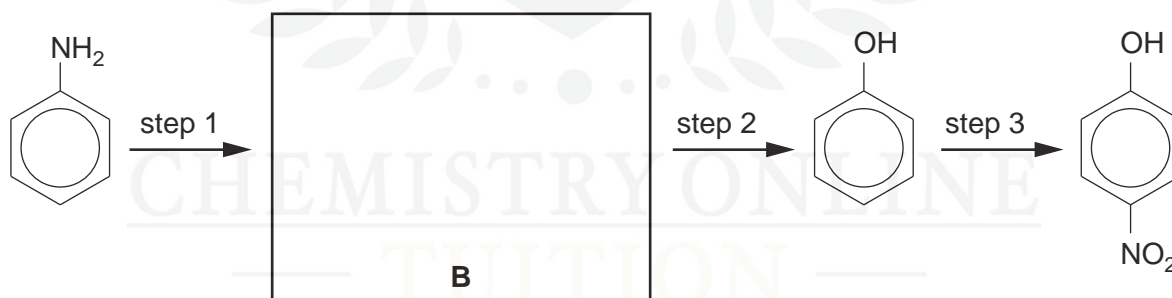 NH₂
step 1
B
step 2
OH
step 3
OH
NO₂
CHEMISTRY ONLINE
TUITION